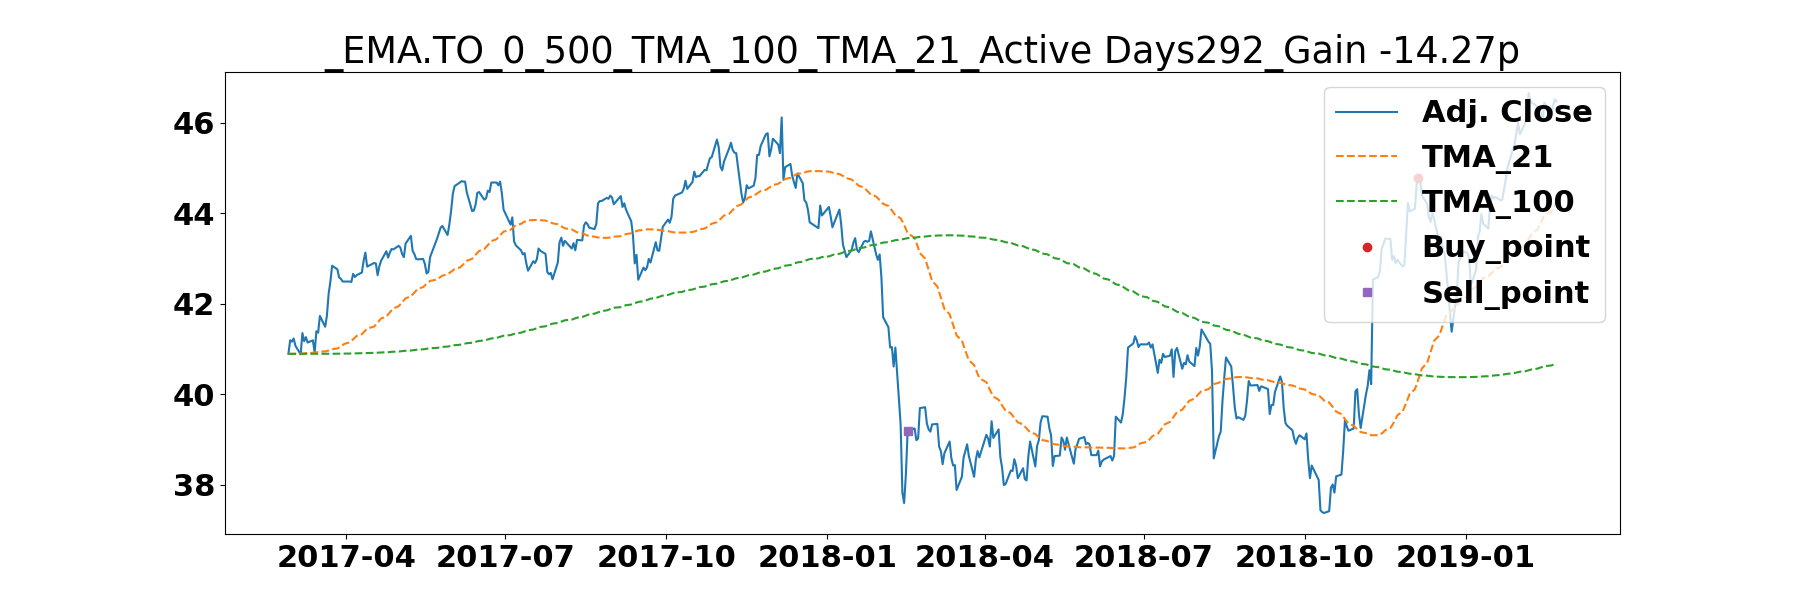 _EMA.TO_0_500_TMA_100_TMA_21_Active Days292_Gain -14.27p
46
44
42
40
38
Adj. Close
TMA_21
TMA_100
Buy_point
Sell_point
2017-04 2017-07 2017-10 2018-01 2018-04 2018-07 2018-10 2019-01